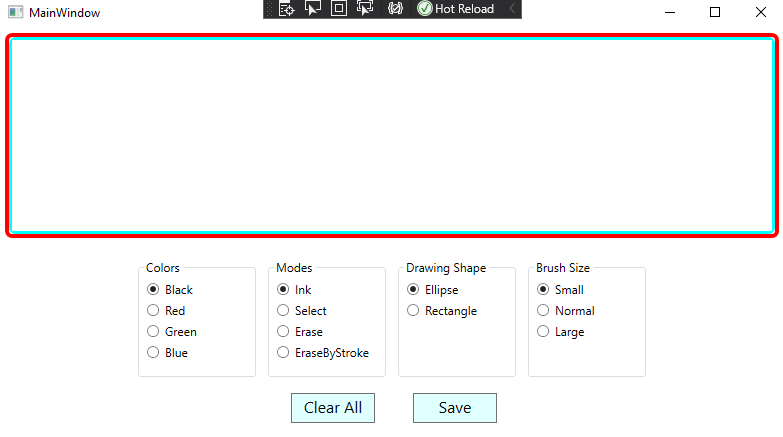 MainWindow
Hot Reload
Colors
Black
Red
Green
Blue
Modes
Ink
Select
Erase
EraseByStroke
Drawing Shape
Ellipse
Rectangle
Brush Size
Small
Normal
Large
Clear All
Save